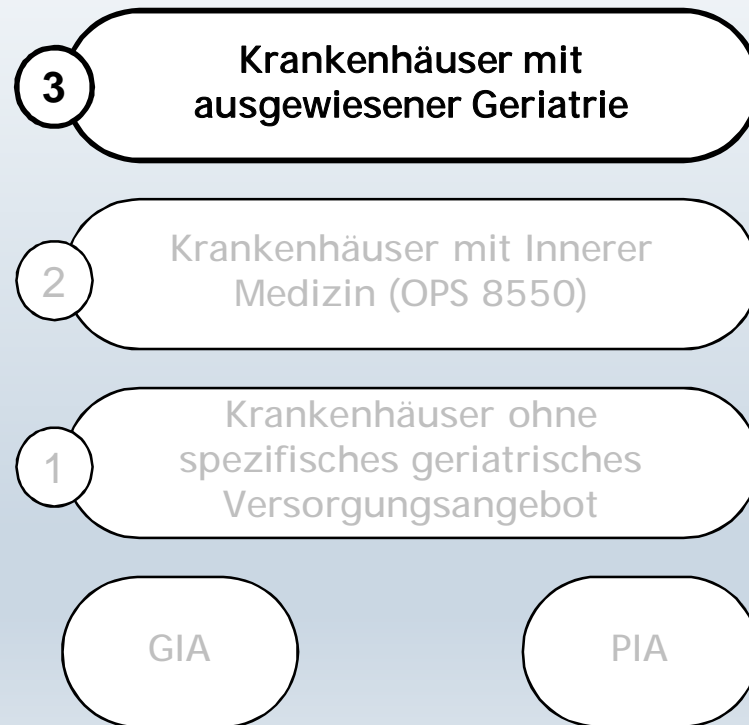 3
Krankenhäuser mit
ausgewiesener Geriatrie
2
Krankenhäuser mit Innerer
Medizin (OPS 8550)
1
Krankenhäuser ohne
spezifisches geriatrisches
Versorgungsangebot
GIA
PIA